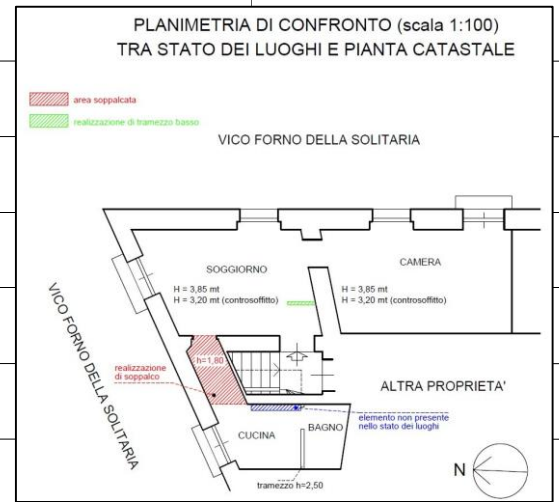 PLANIMETRIA DI CONFRONTO (scala 1:100)
TRA STATO DEI LUOGHI E PIANTA CATASTALE
area soppalcata
realizzazione di tramezzo basso
VICO FORNO DELLA SOLITARIA
SOGGIORNO
H = 3,85 mt
H = 3,20 mt (controsoffitto)
CAMERA
H = 3,85 mt
H = 3,20 mt (controsoffitto)
VICO FORNO DELLA SOLITARIA
h=1,80
realizzazione
di soppalco
ALTRA PROPRIETA'
elemento non presente
nello stato dei luoghi
CUCINA
BAGNO
tramezzo h=2,50
N